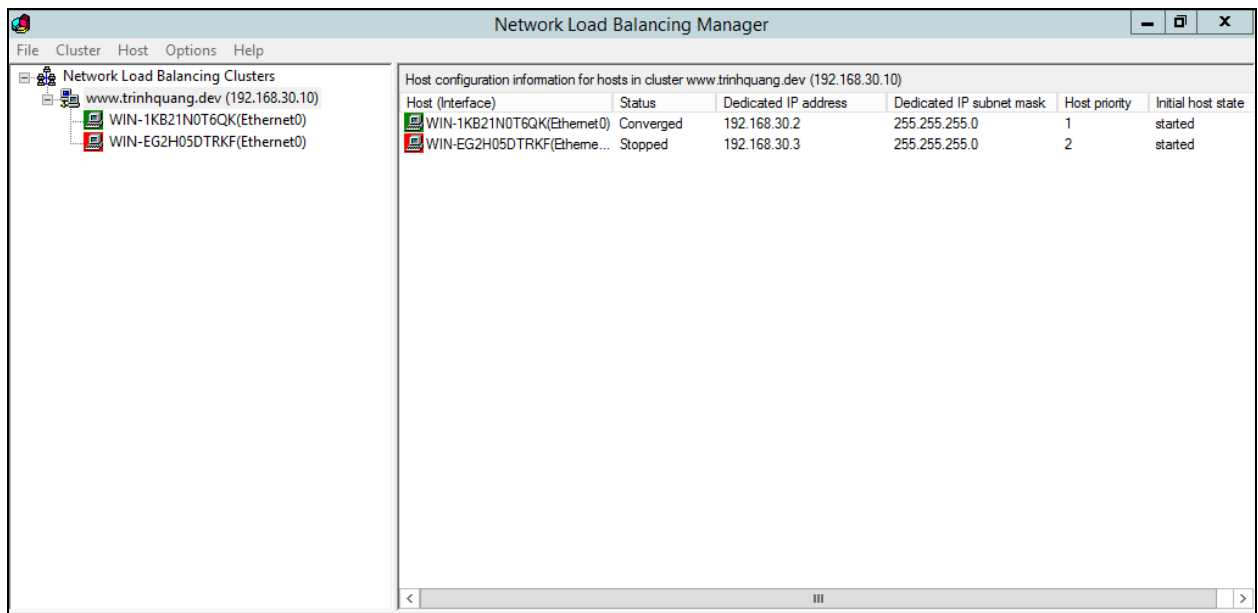 Network Load Balancing Manager
File Cluster Host Options Help
Network Load Balancing Clusters
www.trinhquang.dev (192.168.30.10)
WIN-1KB21N0T6QK(Ethernet0)
WIN-EG2H05DTRKF(Ethernet0)
Host configuration information for hosts in cluster www.trinhquang.dev (192.168.30.10)
Host (Interface) Status Dedicated IP address Dedicated IP subnet mask Host priority Initial host state
WIN-1KB21N0T6QK(Ethernet0) Converged 192.168.30.2 255.255.255.0 1 started
WIN-EG2H05DTRKF(Etherne... Stopped 192.168.30.3 255.255.255.0 2 started